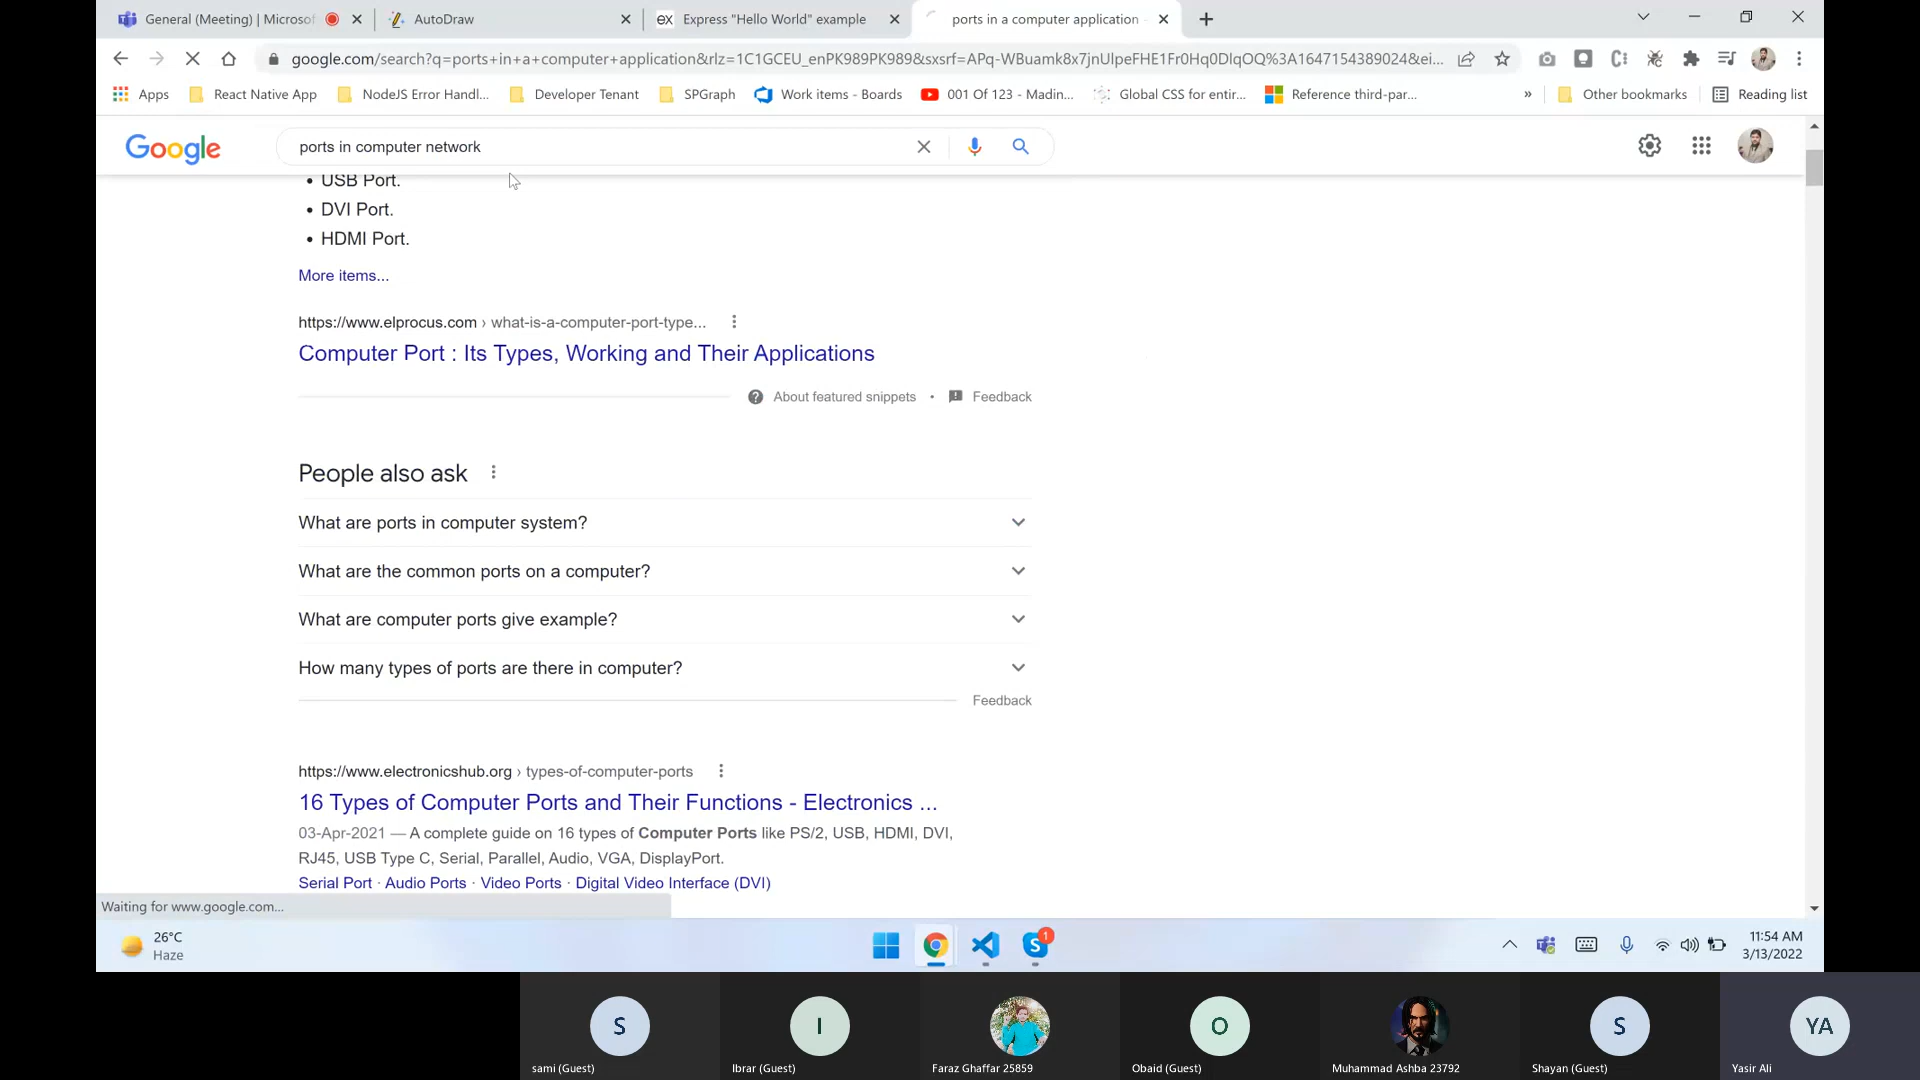 General (Meeting) | Microsof
AutoDraw
Express "Hello World" example
ports in a computer application
google.com/search?q=ports+in+a+computer+application&rlz=1C1GCEU_enPK989PK989&sxsrf=APq-WBuamk8x7jnUlpeFHE1Fr0Hq0DlqOQ%3A1647154389024&ei...
Apps
React Native App
NodeJS Error Handl...
Developer Tenant
SPGraph
Work items - Boards
001 Of 123 - Madin...
Global CSS for entir...
Reference third-par...
»
Other bookmarks
Reading list
Google
ports in computer network
• USB Port.
• DVI Port.
• HDMI Port.
More items...
https://www.elprocus.com › what-is-a-computer-port-type...
Computer Port : Its Types, Working and Their Applications
About featured snippets • Feedback
People also ask
What are ports in computer system?
What are the common ports on a computer?
What are computer ports give example?
How many types of ports are there in computer?
Feedback
https://www.electronicshub.org › types-of-computer-ports
16 Types of Computer Ports and Their Functions - Electronics ...
03-Apr-2021 — A complete guide on 16 types of Computer Ports like PS/2, USB, HDMI, DVI,
RJ45, USB Type C, Serial, Parallel, Audio, VGA, DisplayPort.
Serial Port · Audio Ports · Video Ports · Digital Video Interface (DVI)
Waiting for www.google.com...
26°C
Haze
1
11:54 AM
3/13/2022
S
I
O
S
YA
sami (Guest)
Ibrar (Guest)
Faraz Ghaffar 25859
Obaid (Guest)
Muhammad Ashba 23792
Shayan (Guest)
Yasir Ali